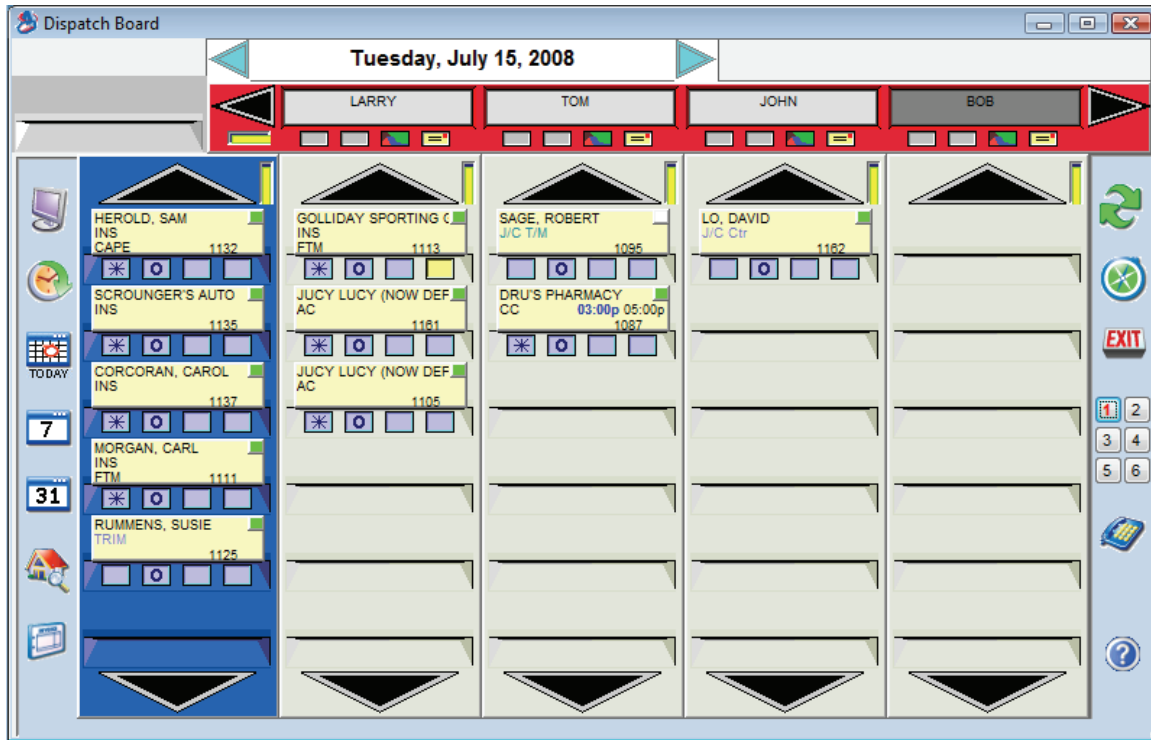 Dispatch Board
Tuesday, July 15, 2008
LARRY
TOM
JOHN
BOB
HEROLD, SAM
INS
CAPE 1132
SCROUNGER'S AUTO
INS
1135
CORCORAN, CAROL
INS
1137
MORGAN, CARL
INS
FTM 1111
RUMMENS, SUSIE
TRIM
1125
GOLLIDAY SPORTING G
INS
FTM 1113
JUCY LUCY (NOW DEF
AC
1161
JUCY LUCY (NOW DEF
AC
1105
SAGE, ROBERT
J/C T/M
1095
DRU'S PHARMACY
CC 03:00p 05:00p
1087
LO, DAVID
J/C Ctr
1162
TODAY
7
31
EXIT
1 2
3 4
5 6